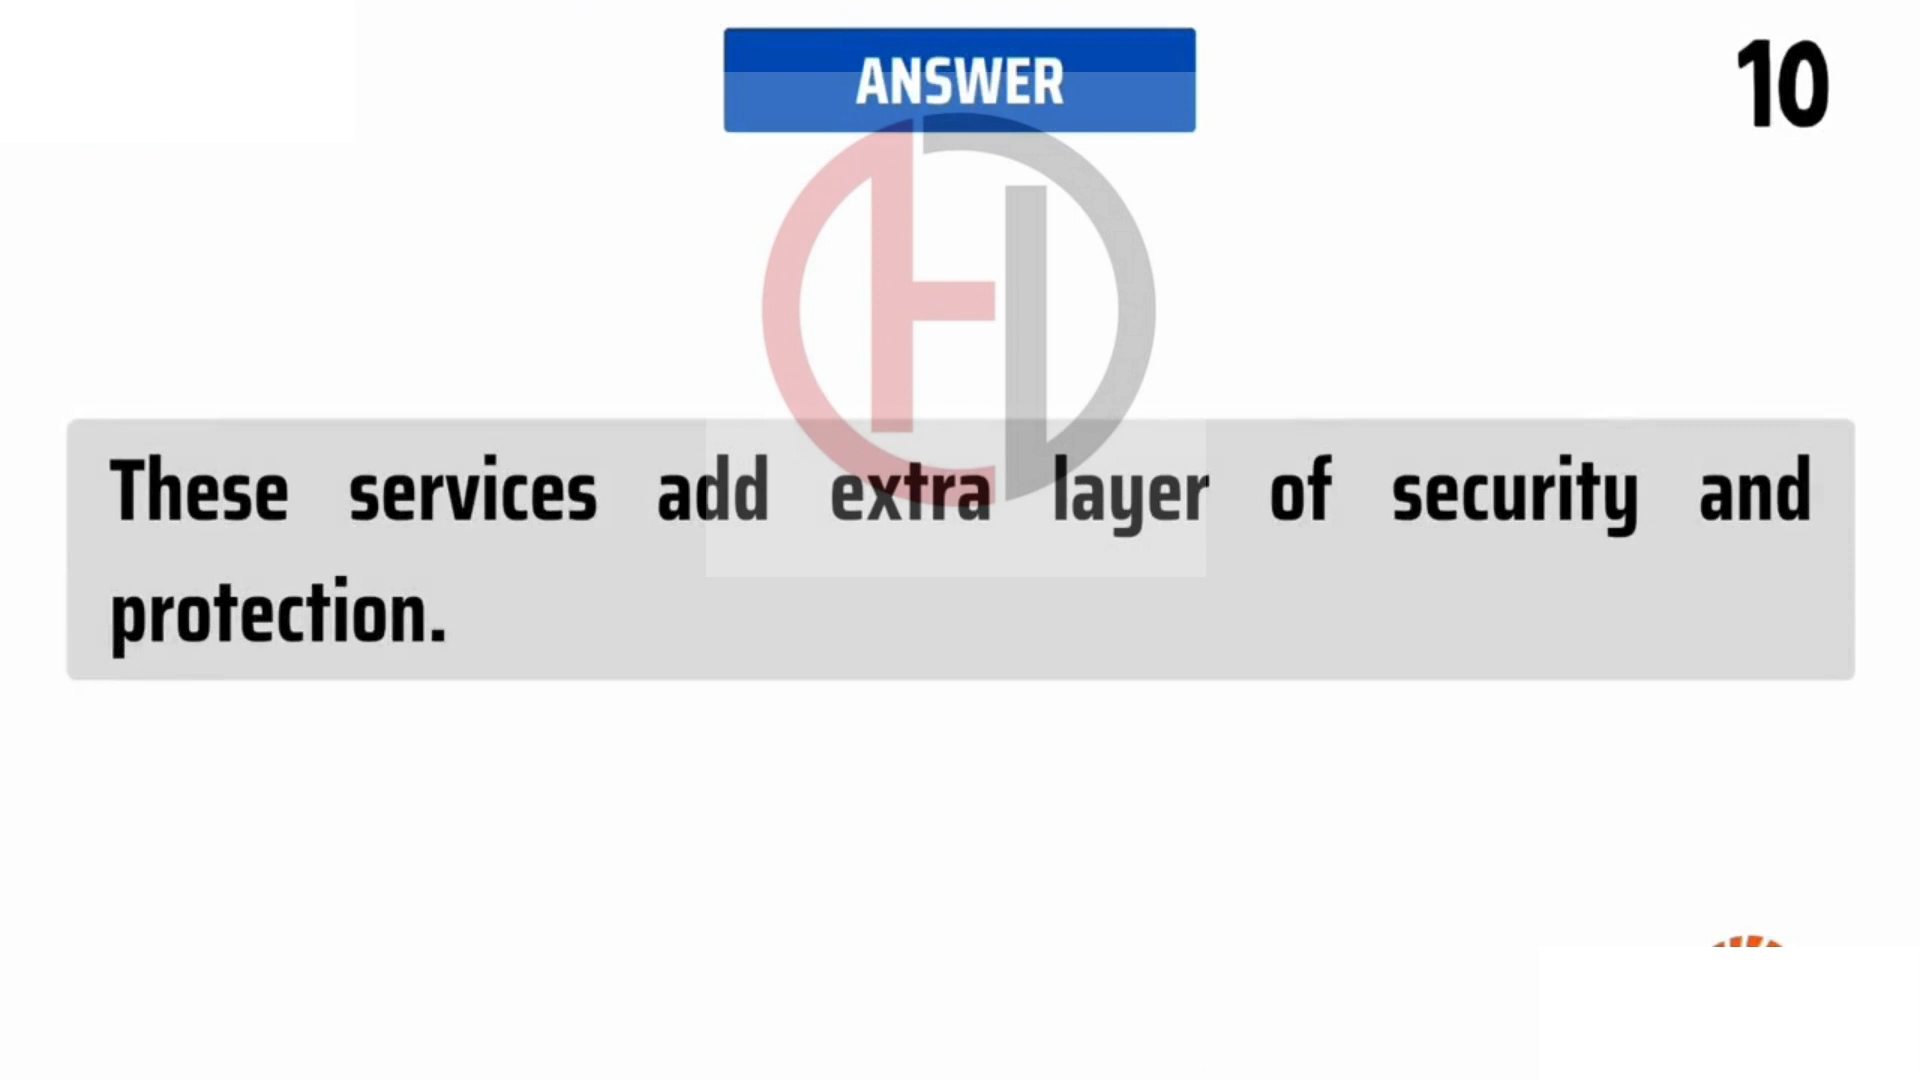 ANSWER
10
These services add extra layer of security and
protection.